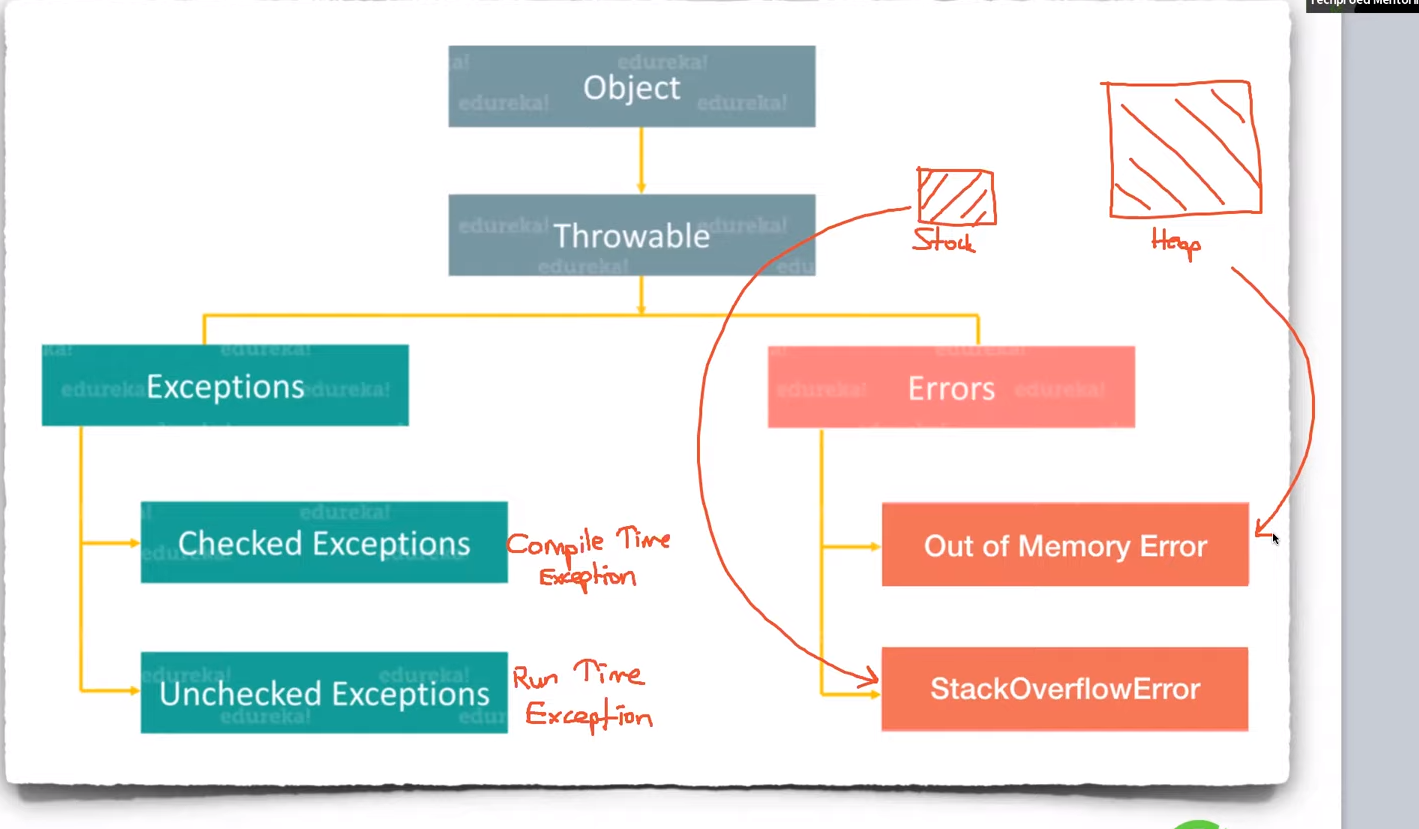 Techproed Mentorin
Object
Throwable
Stack
Heap
Exceptions
Errors
Checked Exceptions
Compile Time
Exception
Out of Memory Error
Unchecked Exceptions
Run Time
Exception
StackOverflowError
edureka!